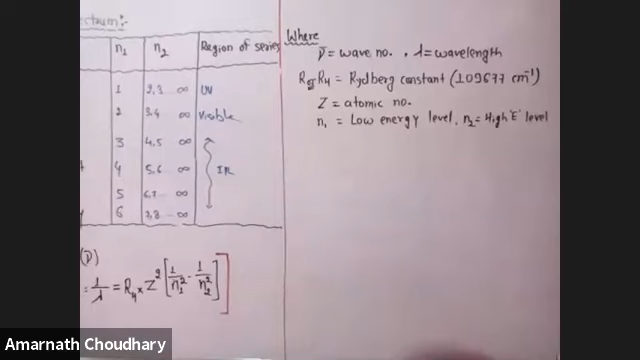 ectrum:-
n1 n2 Region of series
1 2,3 ... ∞ UV
2 3,4 ∞ visible
3 4,5 ∞
4 5,6 ... ∞ IR
5 6,7 ... ∞
6 7,8 ... ∞
(ν̄)
= 1/λ = R_H × Z² [1/n₁² - 1/n₂²]
Where
ν̄ = wave no. , λ = wavelength
R or R_H = Rydberg constant (109677 cm⁻¹)
Z = atomic no.
n1 = Low energy level, n2 = High 'E' level
Amarnath Choudhary